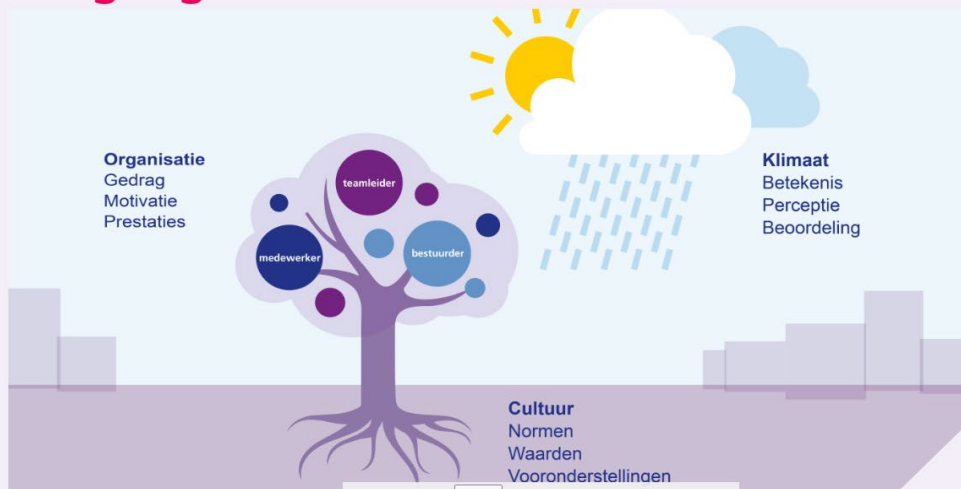 Organisatie
Gedrag
Motivatie
Prestaties
teamleider
medewerker
bestuurder
Klimaat
Betekenis
Perceptie
Beoordeling
Cultuur
Normen
Waarden
Vooronderstellingen